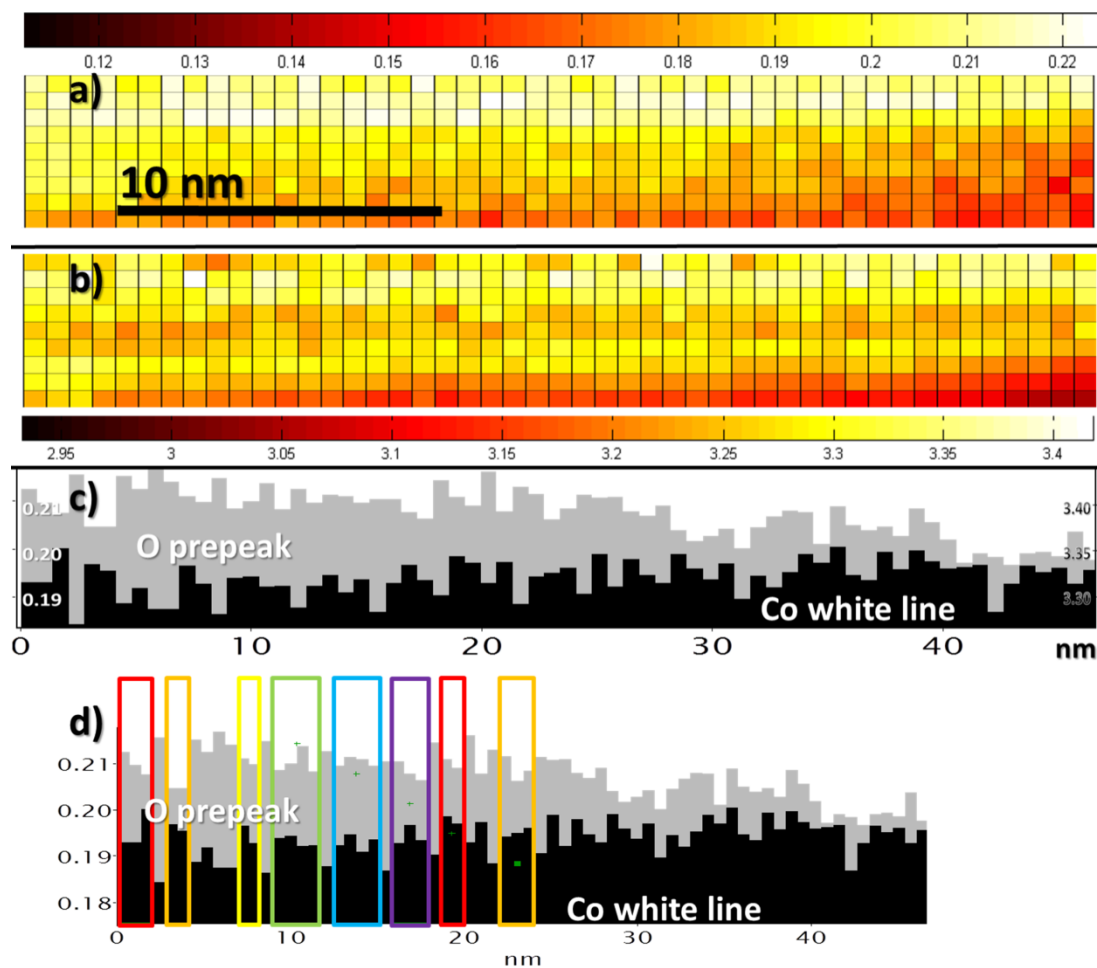 0.12 0.13 0.14 0.15 0.16 0.17 0.18 0.19 0.2 0.21 0.22
a)
10 nm
b)
2.95 3 3.05 3.1 3.15 3.2 3.25 3.3 3.35 3.4
c)
0.21 3.40
O prepeak
0.20 3.35
0.19 3.30
Co white line
0 10 20 30 40 nm
d)
0.21
O prepeak
0.20
0.19
0.18
Co white line
0 10 20 30 40
nm